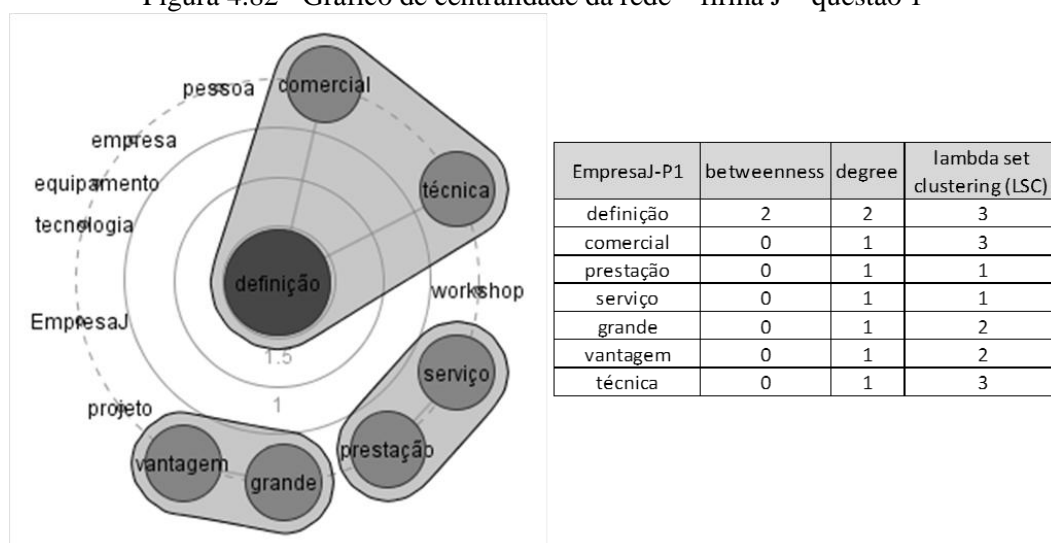 Figura 4.82 - Gráfico de centralidade da rede – firma J – questão 1
comercial
pessoa
empresa
equipamento
técnica
tecnologia
definição
workshop
EmpresaJ
1.5
serviço
1
projeto
prestação
vantagem
grande
EmpresaJ-P1 betweenness degree lambda set clustering (LSC)
definição 2 2 3
comercial 0 1 3
prestação 0 1 1
serviço 0 1 1
grande 0 1 2
vantagem 0 1 2
técnica 0 1 3